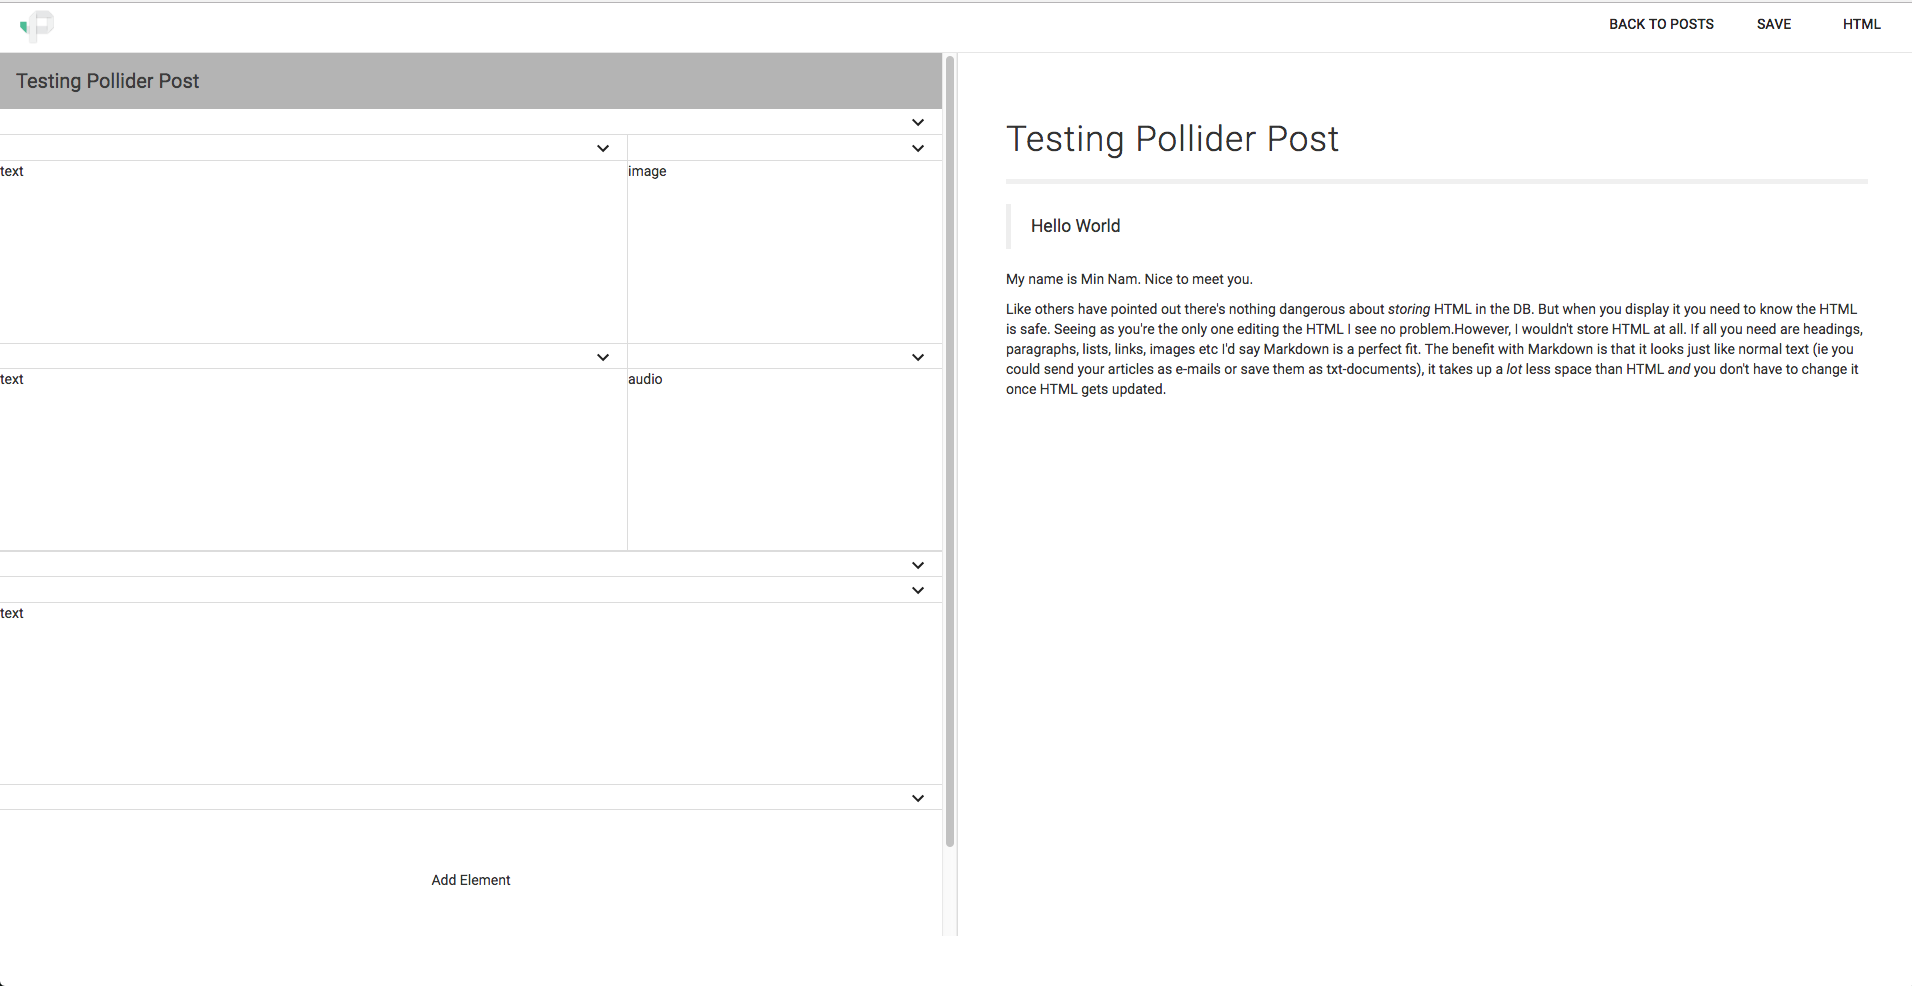 BACK TO POSTS SAVE HTML
Testing Pollider Post
text image
text audio
text
Add Element
Testing Pollider Post
Hello World
My name is Min Nam. Nice to meet you.
Like others have pointed out there's nothing dangerous about storing HTML in the DB. But when you display it you need to know the HTML
is safe. Seeing as you're the only one editing the HTML I see no problem.However, I wouldn't store HTML at all. If all you need are headings,
paragraphs, lists, links, images etc I'd say Markdown is a perfect fit. The benefit with Markdown is that it looks just like normal text (ie you
could send your articles as e-mails or save them as txt-documents), it takes up a lot less space than HTML and you don't have to change it
once HTML gets updated.